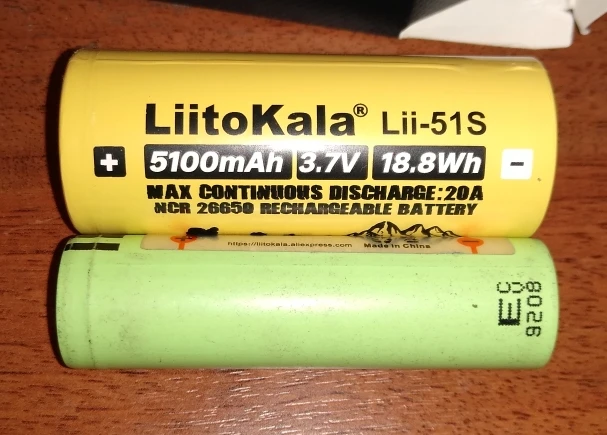 LiitoKala® Lii-51S
+ 5100mAh 3.7V 18.8Wh -
MAX CONTINUOUS DISCHARGE:20A
NCR 26650 RECHARGEABLE BATTERY
https://liitokala.aliexpress.com Made in China
E CV
9208